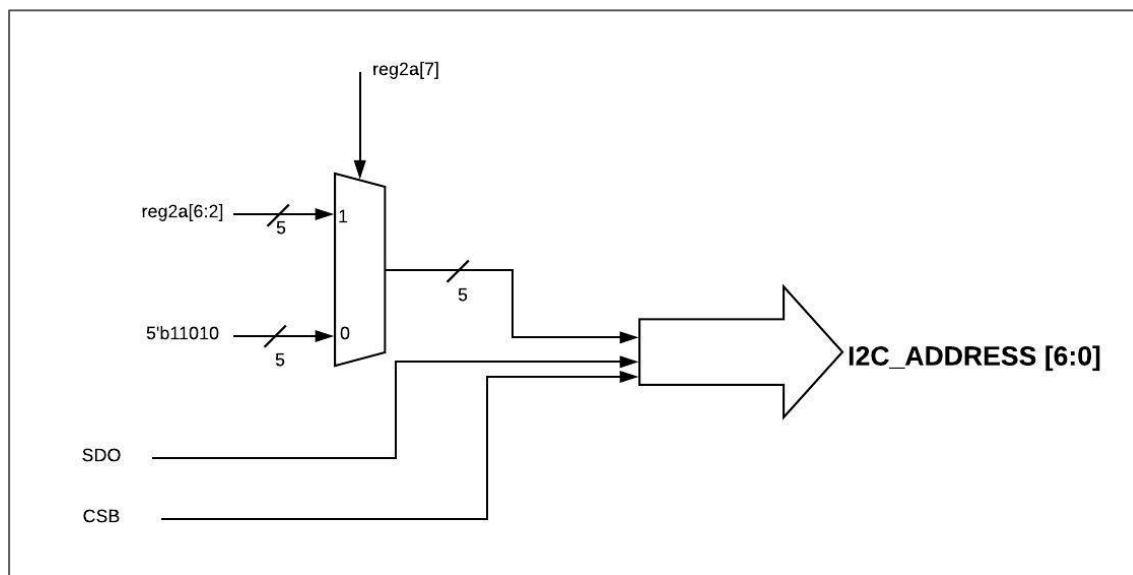 reg2a[7]
reg2a[6:2]
5
1
5
5'b11010
5
0
I2C_ADDRESS [6:0]
SDO
CSB